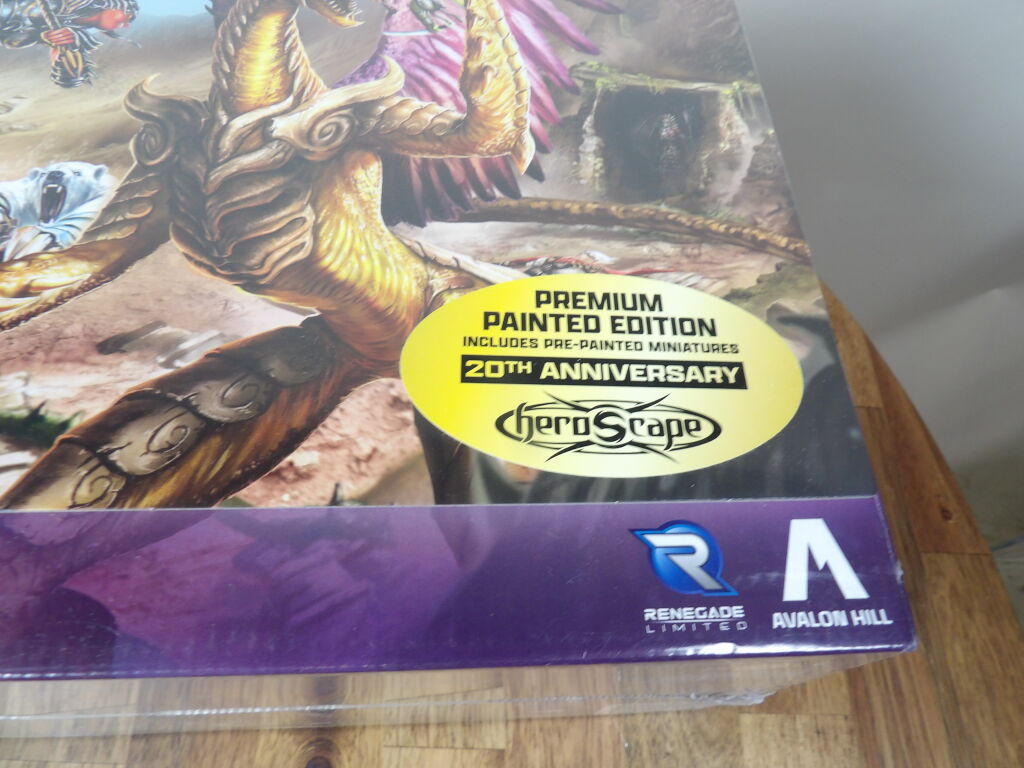 PREMIUM
PAINTED EDITION
INCLUDES PRE-PAINTED MINIATURES
20TH ANNIVERSARY
heroScape
R
RENEGADE
LIMITED
AVALON HILL